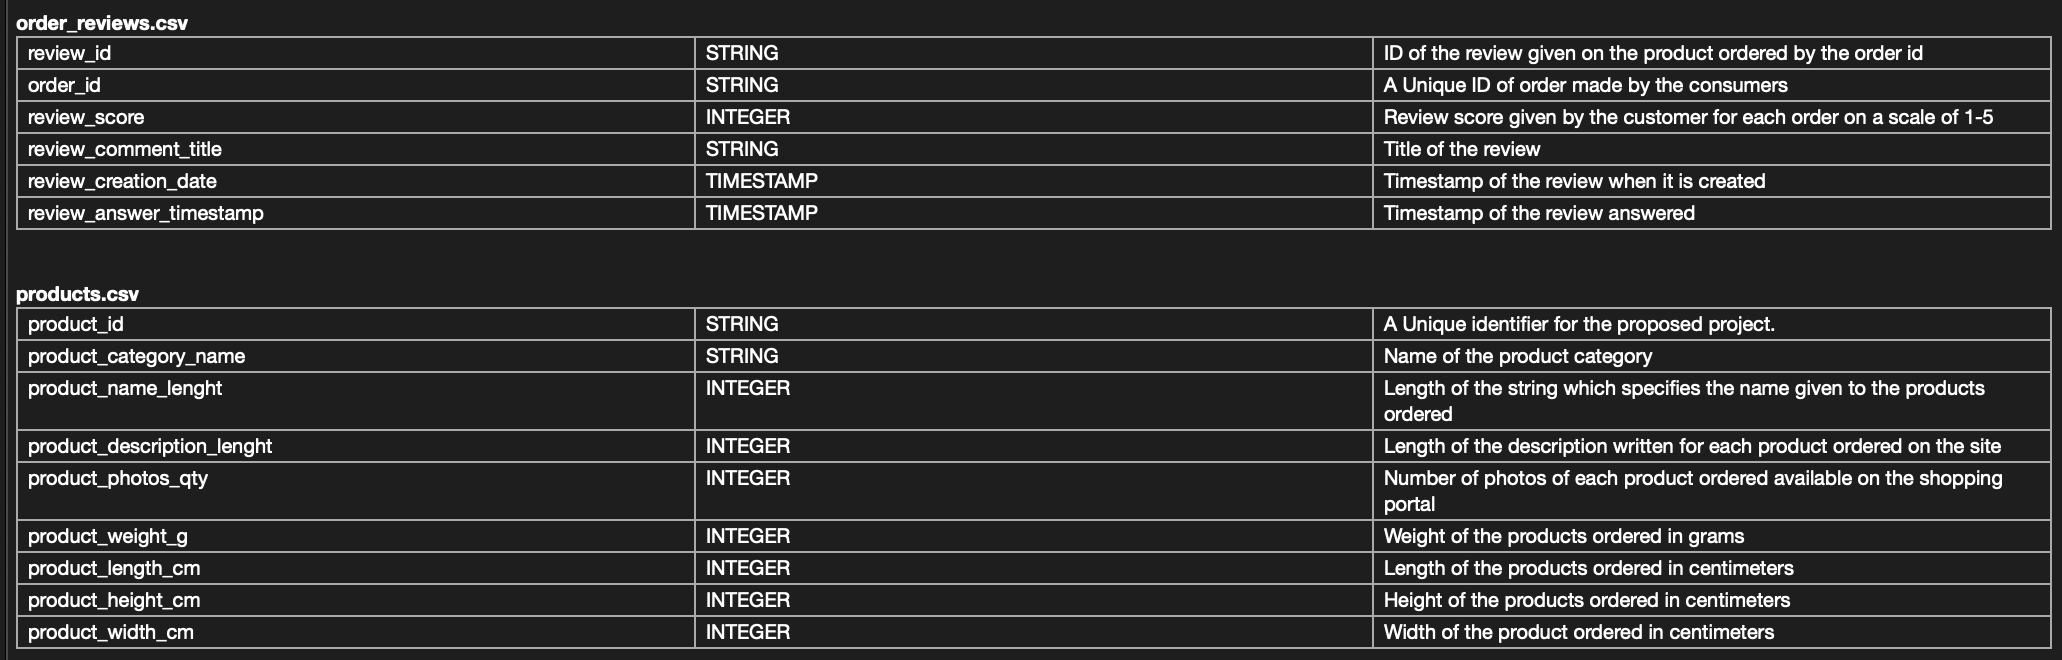 order_reviews.csv
review_id STRING ID of the review given on the product ordered by the order id
order_id STRING A Unique ID of order made by the consumers
review_score INTEGER Review score given by the customer for each order on a scale of 1-5
review_comment_title STRING Title of the review
review_creation_date TIMESTAMP Timestamp of the review when it is created
review_answer_timestamp TIMESTAMP Timestamp of the review answered
products.csv
product_id STRING A Unique identifier for the proposed project.
product_category_name STRING Name of the product category
product_name_lenght INTEGER Length of the string which specifies the name given to the products
ordered
product_description_lenght INTEGER Length of the description written for each product ordered on the site
product_photos_qty INTEGER Number of photos of each product ordered available on the shopping
portal
product_weight_g INTEGER Weight of the products ordered in grams
product_length_cm INTEGER Length of the products ordered in centimeters
product_height_cm INTEGER Height of the products ordered in centimeters
product_width_cm INTEGER Width of the product ordered in centimeters